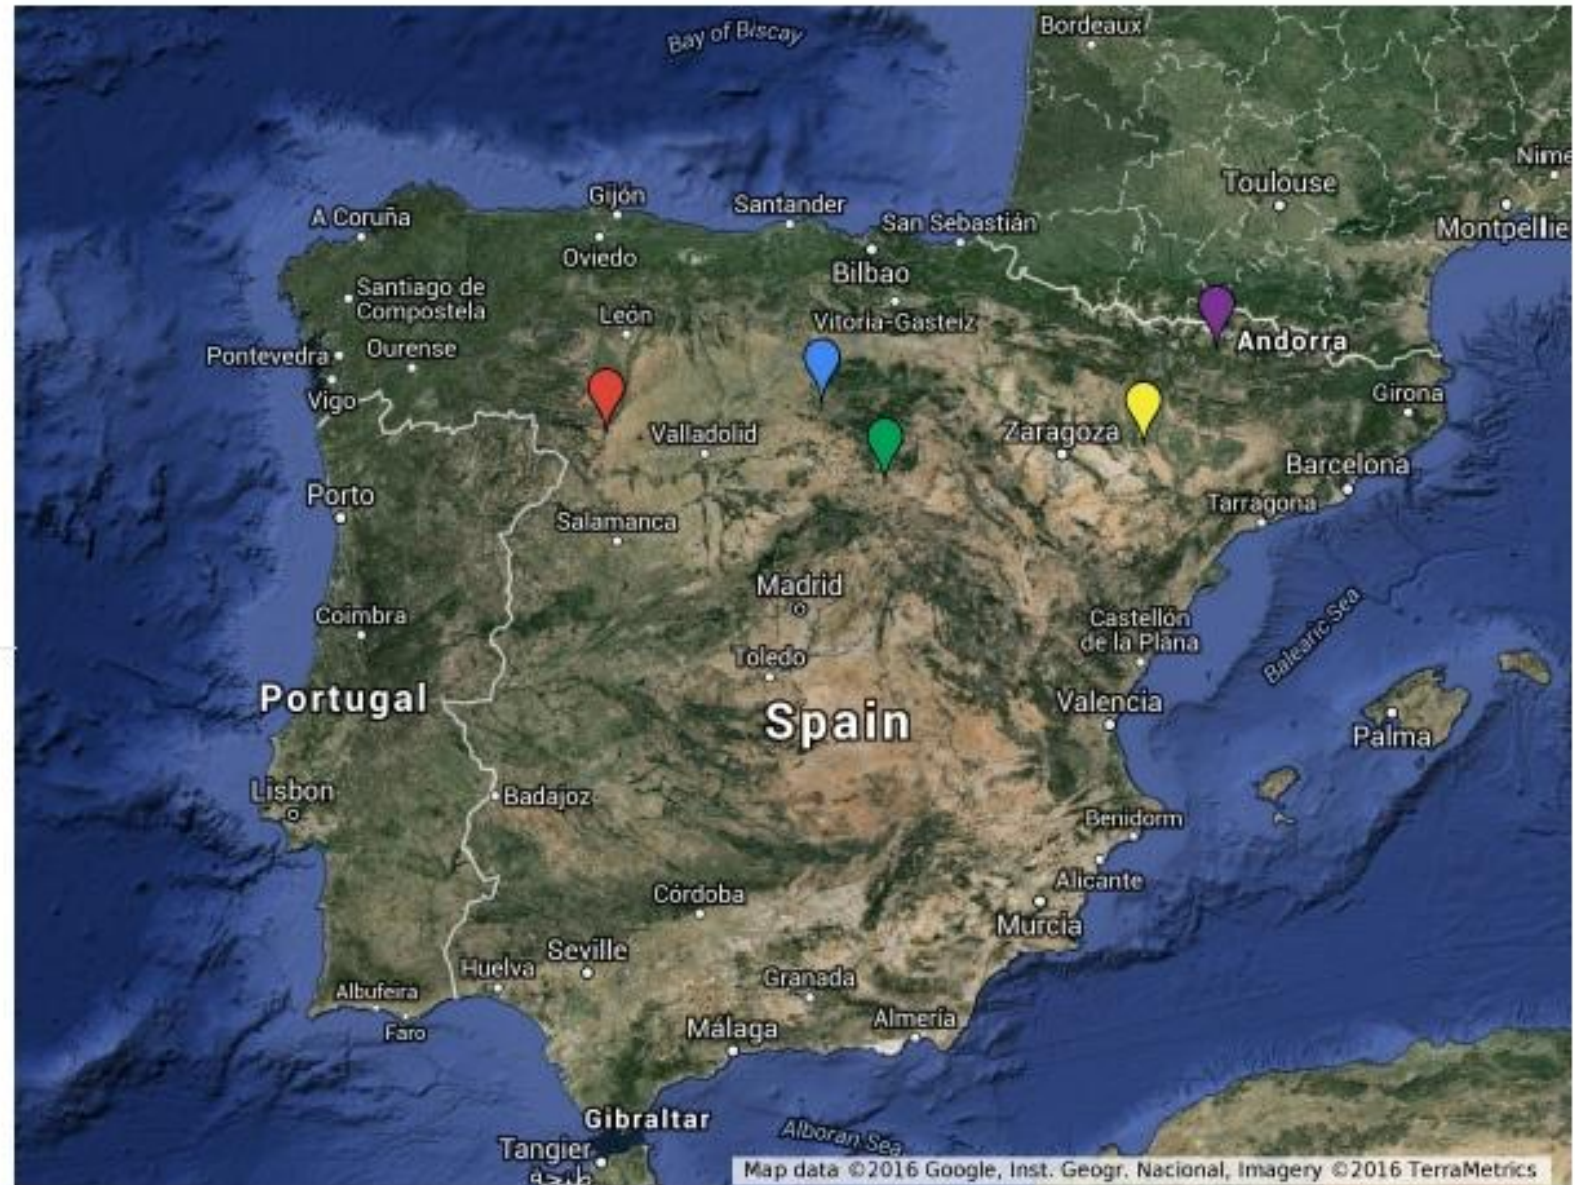 Bay of Biscay
Bordeaux
Nime
Toulouse
Montpellie
Gijón
A Coruña
Santander
San Sebastián
Oviedo
Bilbao
Santiago de
Compostela
León
Vitoria-Gasteiz
Andorra
Pontevedra
Ourense
Girona
Vigo
Valladolid
Zaragoza
Barcelona
Porto
Tarragona
Salamanca
Madrid
Coimbra
Castellón
de la Plana
Balearic Sea
Toledo
Portugal
Spain
Valencia
Palma
Lisbon
Badajoz
Benidorm
Alicante
Córdoba
Murcia
Seville
Huelva
Granada
Albufeira
Faro
Málaga
Almería
Gibraltar
Alboran Sea
Tangier
طنجة
Map data ©2016 Google, Inst. Geogr. Nacional, Imagery ©2016 TerraMetrics